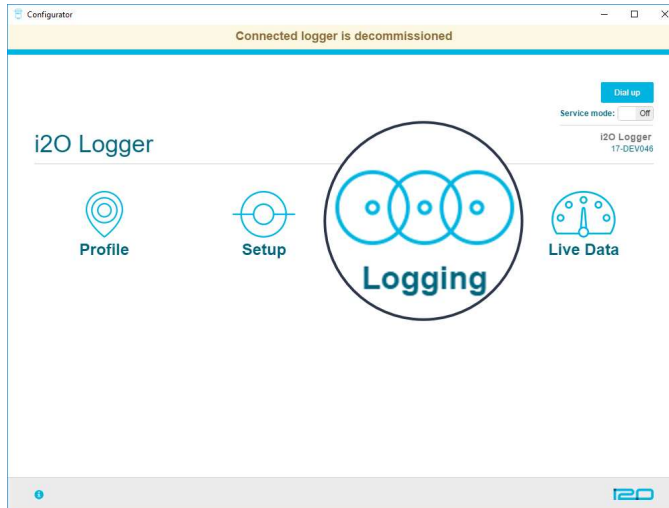 Configurator
Connected logger is decommissioned
Dial up
Service mode: Off
i2O Logger
i2O Logger
17-DEV046
Profile
Setup
Logging
Live Data
i2O